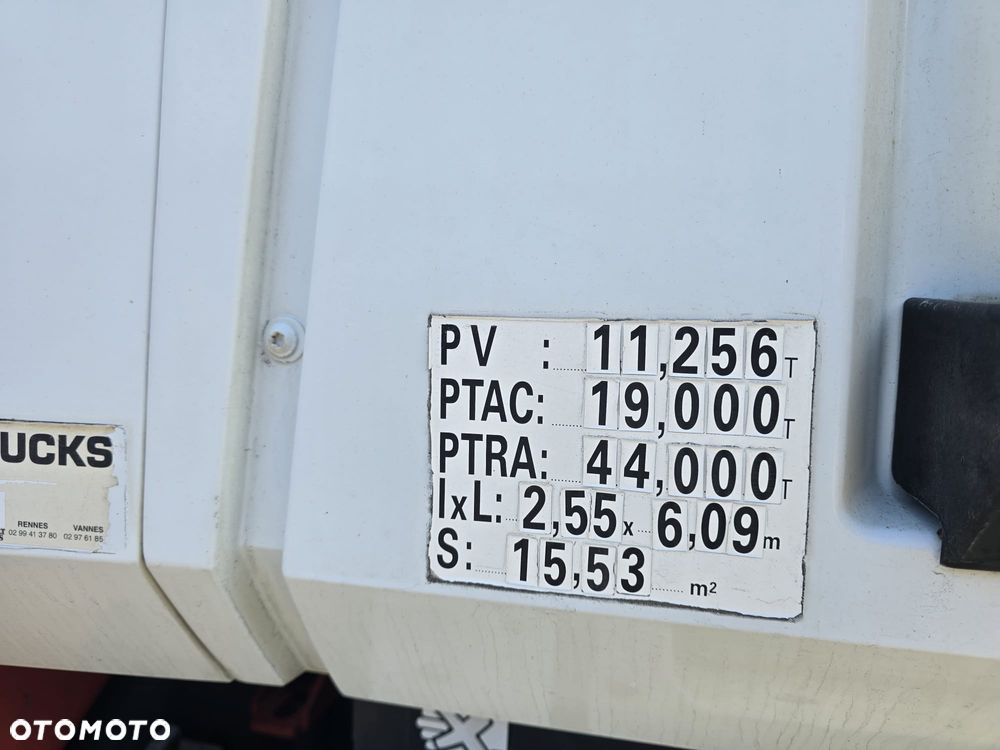 PV : 11,256 T
PTAC: 19,000 T
PTRA: 44,000 T
IxL: 2,55 x 6,09 m
S: 15,53 m²
UCKS
RENNES VANNES
02 99 41 37 80 02 97 61 85
OTOMOTO